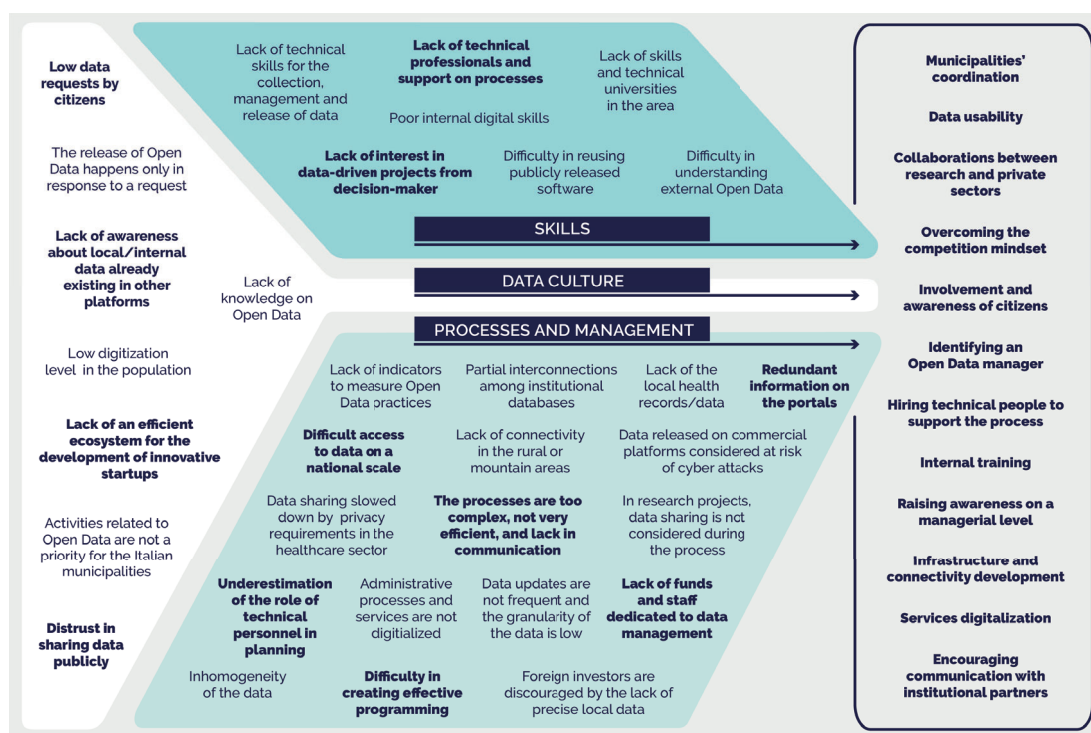 Low data
requests by
citizens
The release of Open
Data happens only in
response to a request
Lack of awareness
about local/internal
data already
existing in other
platforms
Low digitization
level in the population
Lack of an efficient
ecosystem for the
development of innovative
startups
Activities related to
Open Data are not a
priority for the Italian
municipalities
Distrust in
sharing data
publicly
Lack of
knowledge on
Open Data
Lack of technical
skills for the
collection,
management and
release of data
Lack of technical
professionals and
support on processes
Lack of skills
and technical
universities
in the area
Poor internal digital skills
Lack of interest in
data-driven projects from
decision-maker
Difficulty in reusing
publicly released
software
Difficulty in
understanding
external Open Data
SKILLS
DATA CULTURE
PROCESSES AND MANAGEMENT
Lack of indicators
to measure Open
Data practices
Partial interconnections
among institutional
databases
Lack of the
local health
records/data
Redundant
information on
the portals
Difficult access
to data on a
national scale
Lack of connectivity
in the rural or
mountain areas
Data released on commercial
platforms considered at risk
of cyber attacks
Data sharing slowed
down by privacy
requirements in the
healthcare sector
The processes are too
complex, not very
efficient, and lack in
communication
In research projects,
data sharing is not
considered during
the process
Underestimation
of the role of
technical
personnel in
planning
Administrative
processes and
services are not
digitialized
Data updates are
not frequent and
the granularity of
the data is low
Lack of funds
and staff
dedicated to data
management
Inhomogeneity
of the data
Difficulty in
creating effective
programming
Foreign investors are
discouraged by the lack of
precise local data
Municipalities'
coordination
Data usability
Collaborations between
research and private
sectors
Overcoming the
competition mindset
Involvement and
awareness of citizens
Identifying an
Open Data manager
Hiring technical people to
support the process
Internal training
Raising awareness on a
managerial level
Infrastructure and
connectivity development
Services digitalization
Encouraging
communication with
institutional partners